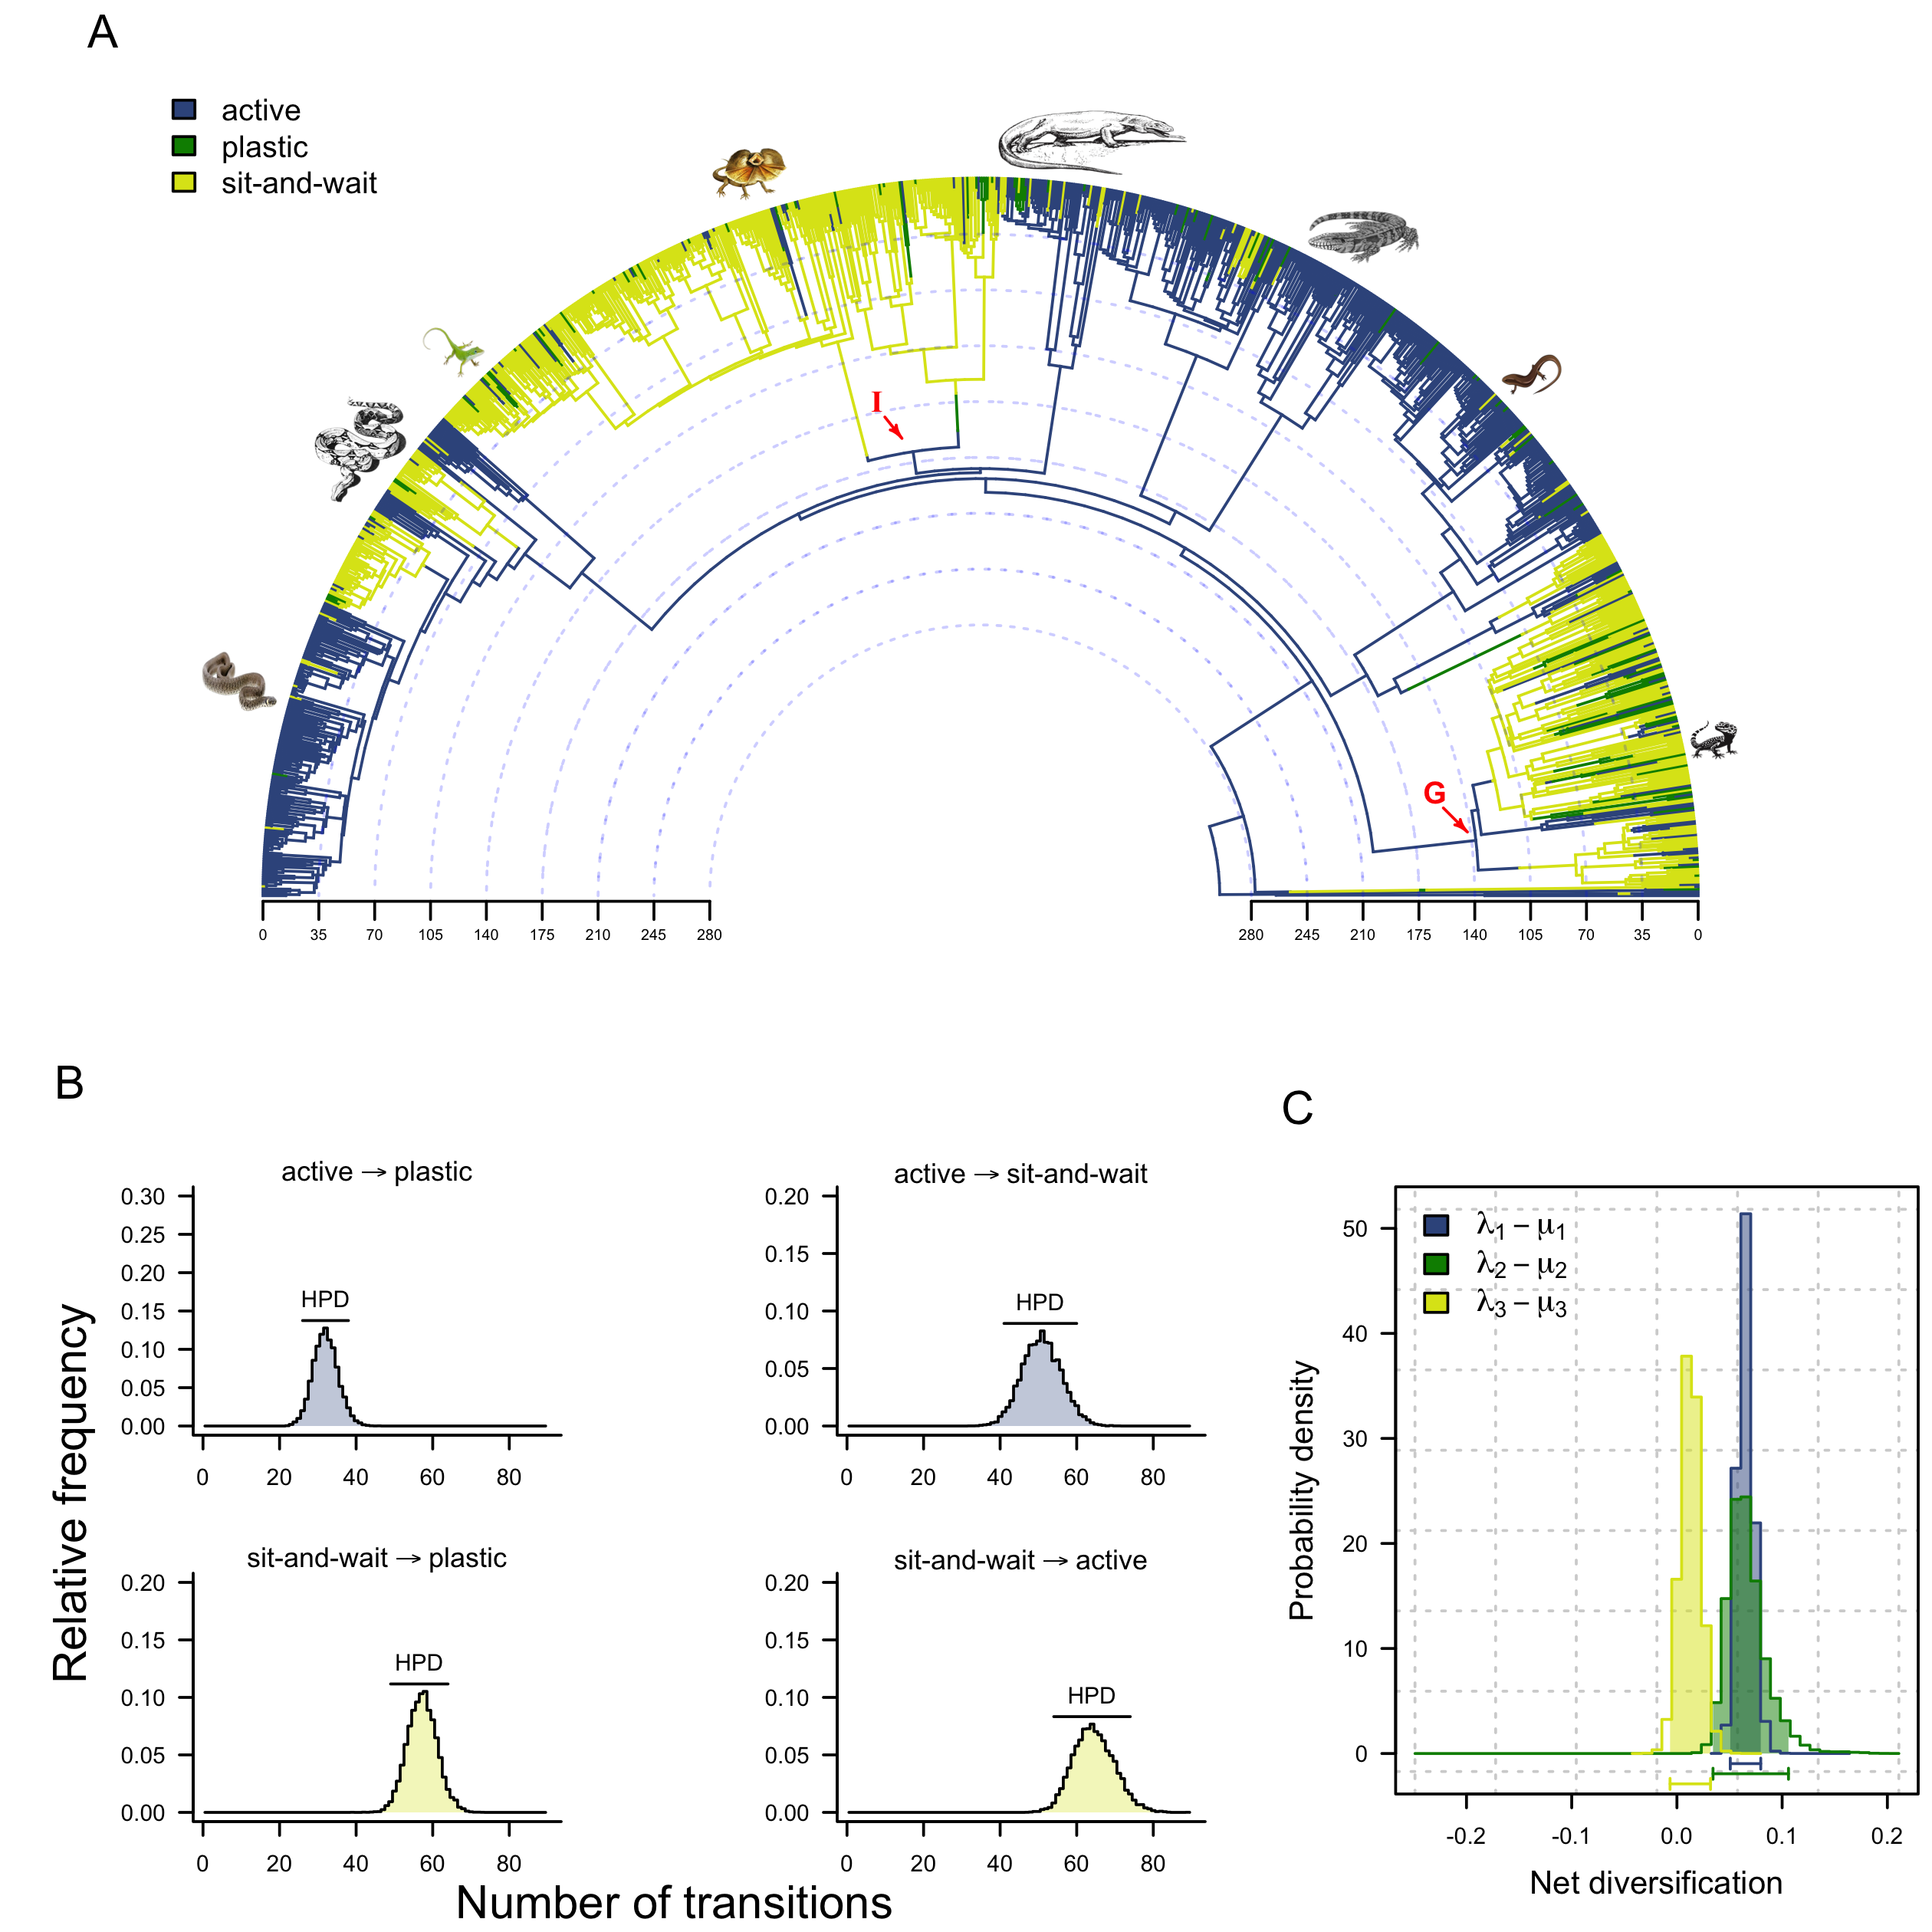 A
active
plastic
sit-and-wait
I
G
0 35 70 105 140 175 210 245 280
280 245 210 175 140 105 70 35 0
B
active → plastic
0.30
0.25
0.20
0.15
0.10
0.05
0.00
HPD
0 20 40 60 80
active → sit-and-wait
0.20
0.15
0.10
0.05
0.00
HPD
0 20 40 60 80
sit-and-wait → plastic
0.20
0.15
0.10
0.05
0.00
HPD
0 20 40 60 80
sit-and-wait → active
0.20
0.15
0.10
0.05
0.00
HPD
0 20 40 60 80
Relative frequency
Number of transitions
C
λ1 – μ1
λ2 – μ2
λ3 – μ3
50
40
30
20
10
0
Probability density
-0.2 -0.1 0.0 0.1 0.2
Net diversification